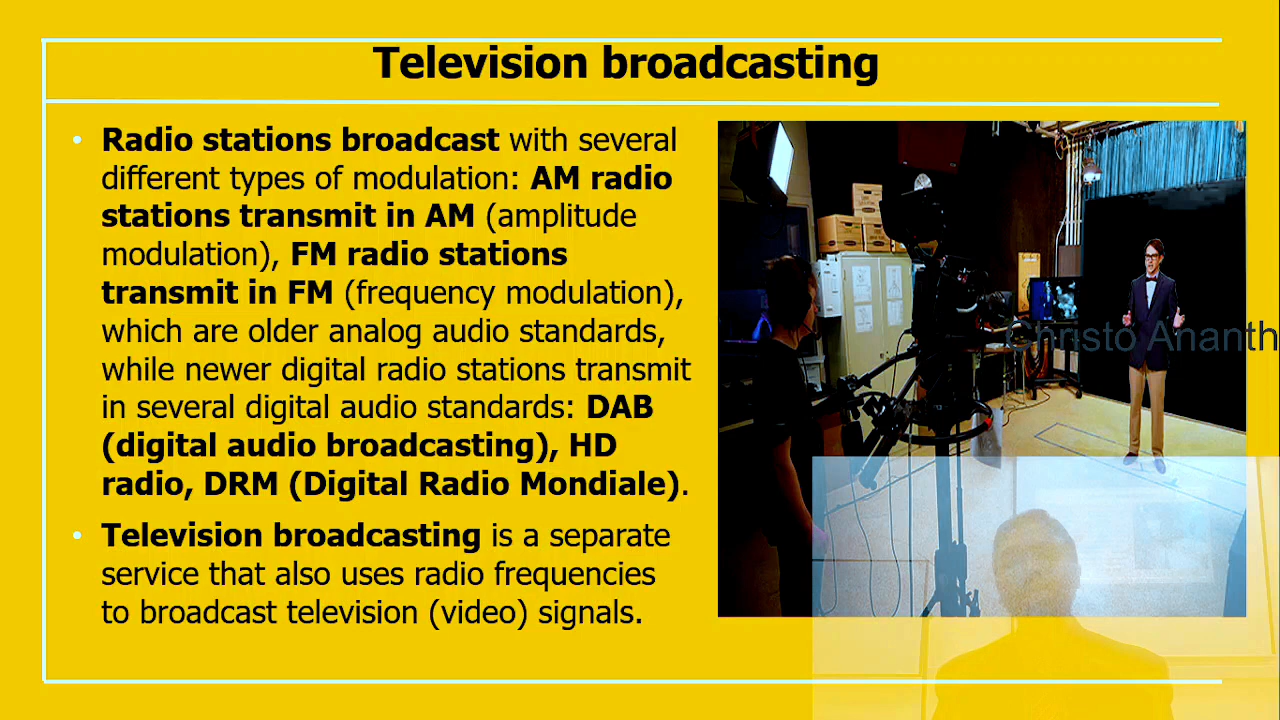 Television broadcasting
• Radio stations broadcast with several
different types of modulation: AM radio
stations transmit in AM (amplitude
modulation), FM radio stations
transmit in FM (frequency modulation),
which are older analog audio standards,
while newer digital radio stations transmit
in several digital audio standards: DAB
(digital audio broadcasting), HD
radio, DRM (Digital Radio Mondiale).
• Television broadcasting is a separate
service that also uses radio frequencies
to broadcast television (video) signals.
Christo Ananth